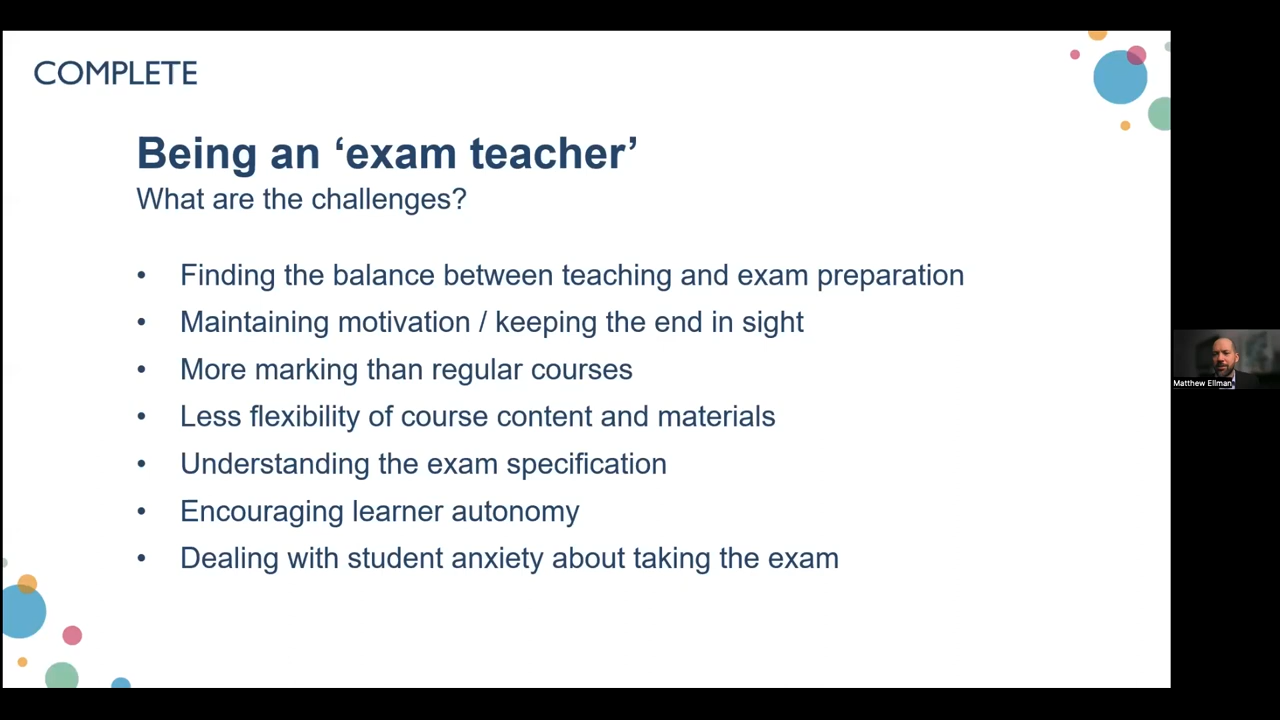 COMPLETE
Being an ‘exam teacher’
What are the challenges?
• Finding the balance between teaching and exam preparation
• Maintaining motivation / keeping the end in sight
• More marking than regular courses
• Less flexibility of course content and materials
• Understanding the exam specification
• Encouraging learner autonomy
• Dealing with student anxiety about taking the exam
Matthew Ellman